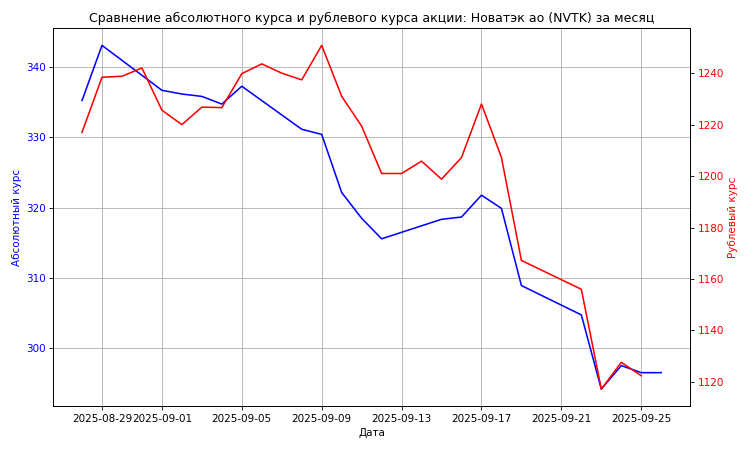 Сравнение абсолютного курса и рублевого курса акции: Новатэк ао (NVTK) за месяц
Абсолютный курс
340
330
320
310
300
1240
1220
1200
1180
1160
1140
1120
Рублевый курс
2025-08-29 2025-09-01 2025-09-05 2025-09-09 2025-09-13 2025-09-17 2025-09-21 2025-09-25
Дата